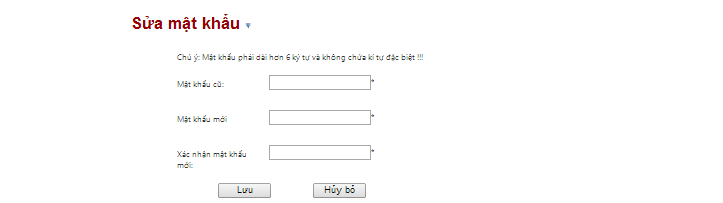 Sửa mật khẩu
Chú ý: Mật khẩu phải dài hơn 6 ký tự và không chứa kí tự đặc biệt !!!
Mật khẩu cũ: *
Mật khẩu mới *
Xác nhận mật khẩu *
mới:
Lưu Hủy bỏ